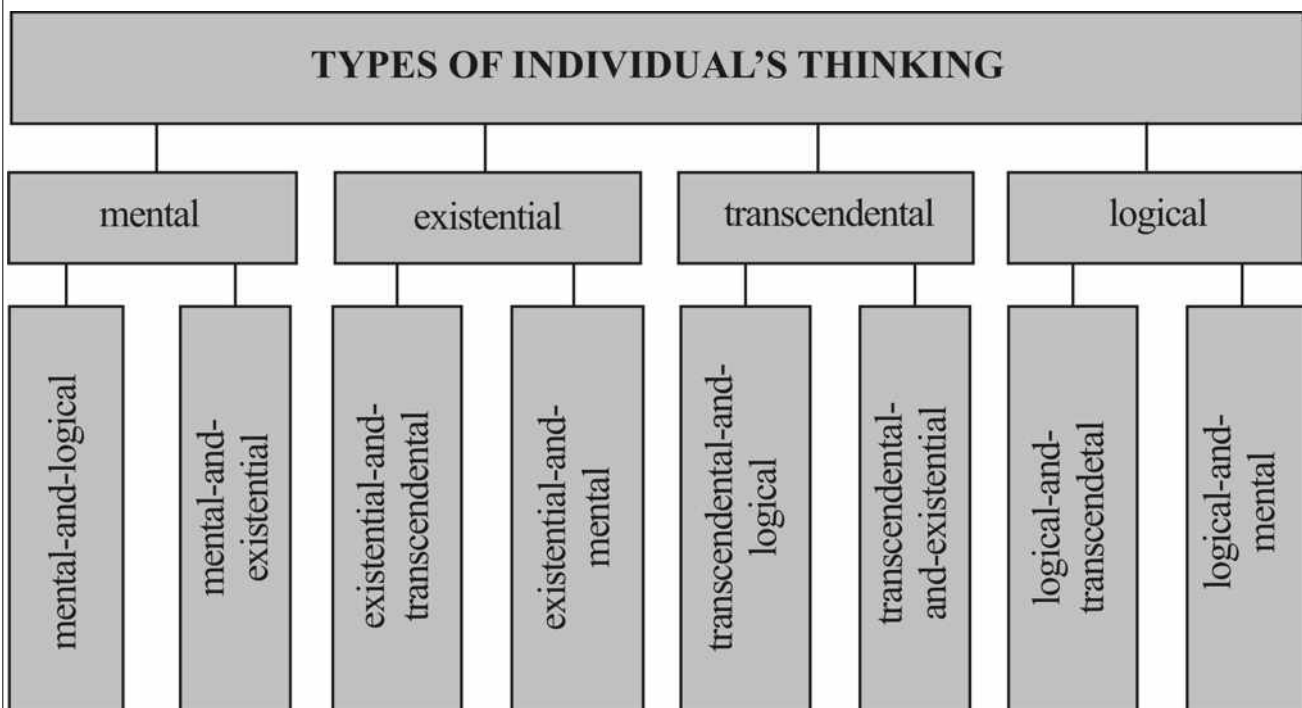 TYPES OF INDIVIDUAL'S THINKING
mental
existential
transcendental
logical
mental-and-logical
mental-and-
existential
existential-and-
transcendental
existential-and-
mental
transcendental-and-
logical
transcendental-
and-existential
logical-and-
transcendetal
logical-and-
mental